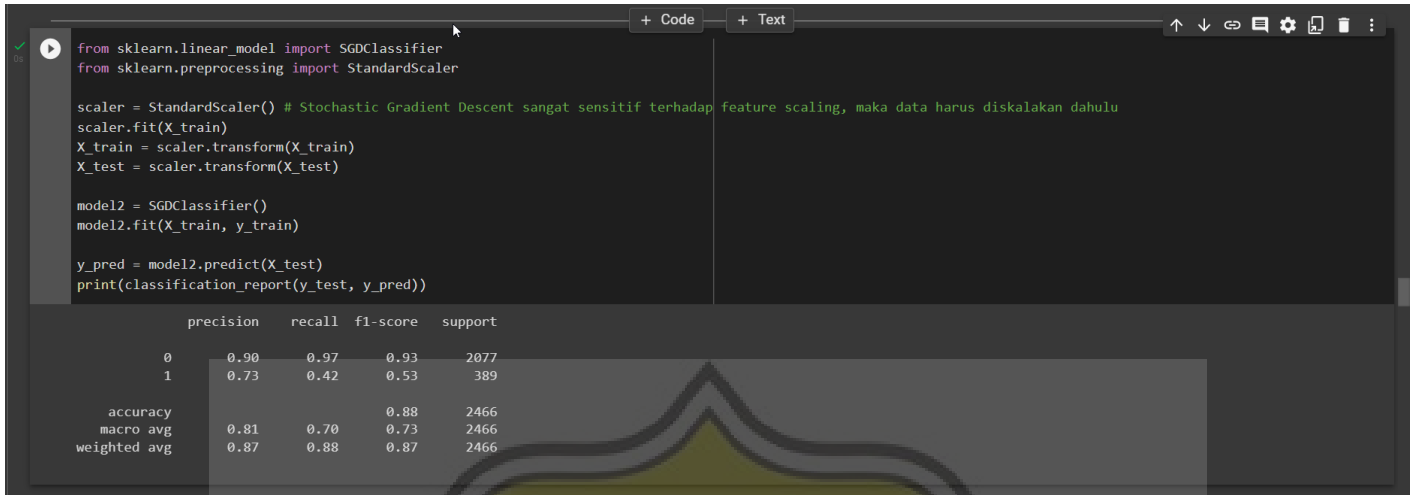 + Code + Text
0s
from sklearn.linear_model import SGDClassifier
from sklearn.preprocessing import StandardScaler
scaler = StandardScaler() # Stochastic Gradient Descent sangat sensitif terhadap feature scaling, maka data harus diskalakan dahulu
scaler.fit(X_train)
X_train = scaler.transform(X_train)
X_test = scaler.transform(X_test)
model2 = SGDClassifier()
model2.fit(X_train, y_train)
y_pred = model2.predict(X_test)
print(classification_report(y_test, y_pred))
precision recall f1-score support
0 0.90 0.97 0.93 2077
1 0.73 0.42 0.53 389
accuracy 0.88 2466
macro avg 0.81 0.70 0.73 2466
weighted avg 0.87 0.88 0.87 2466